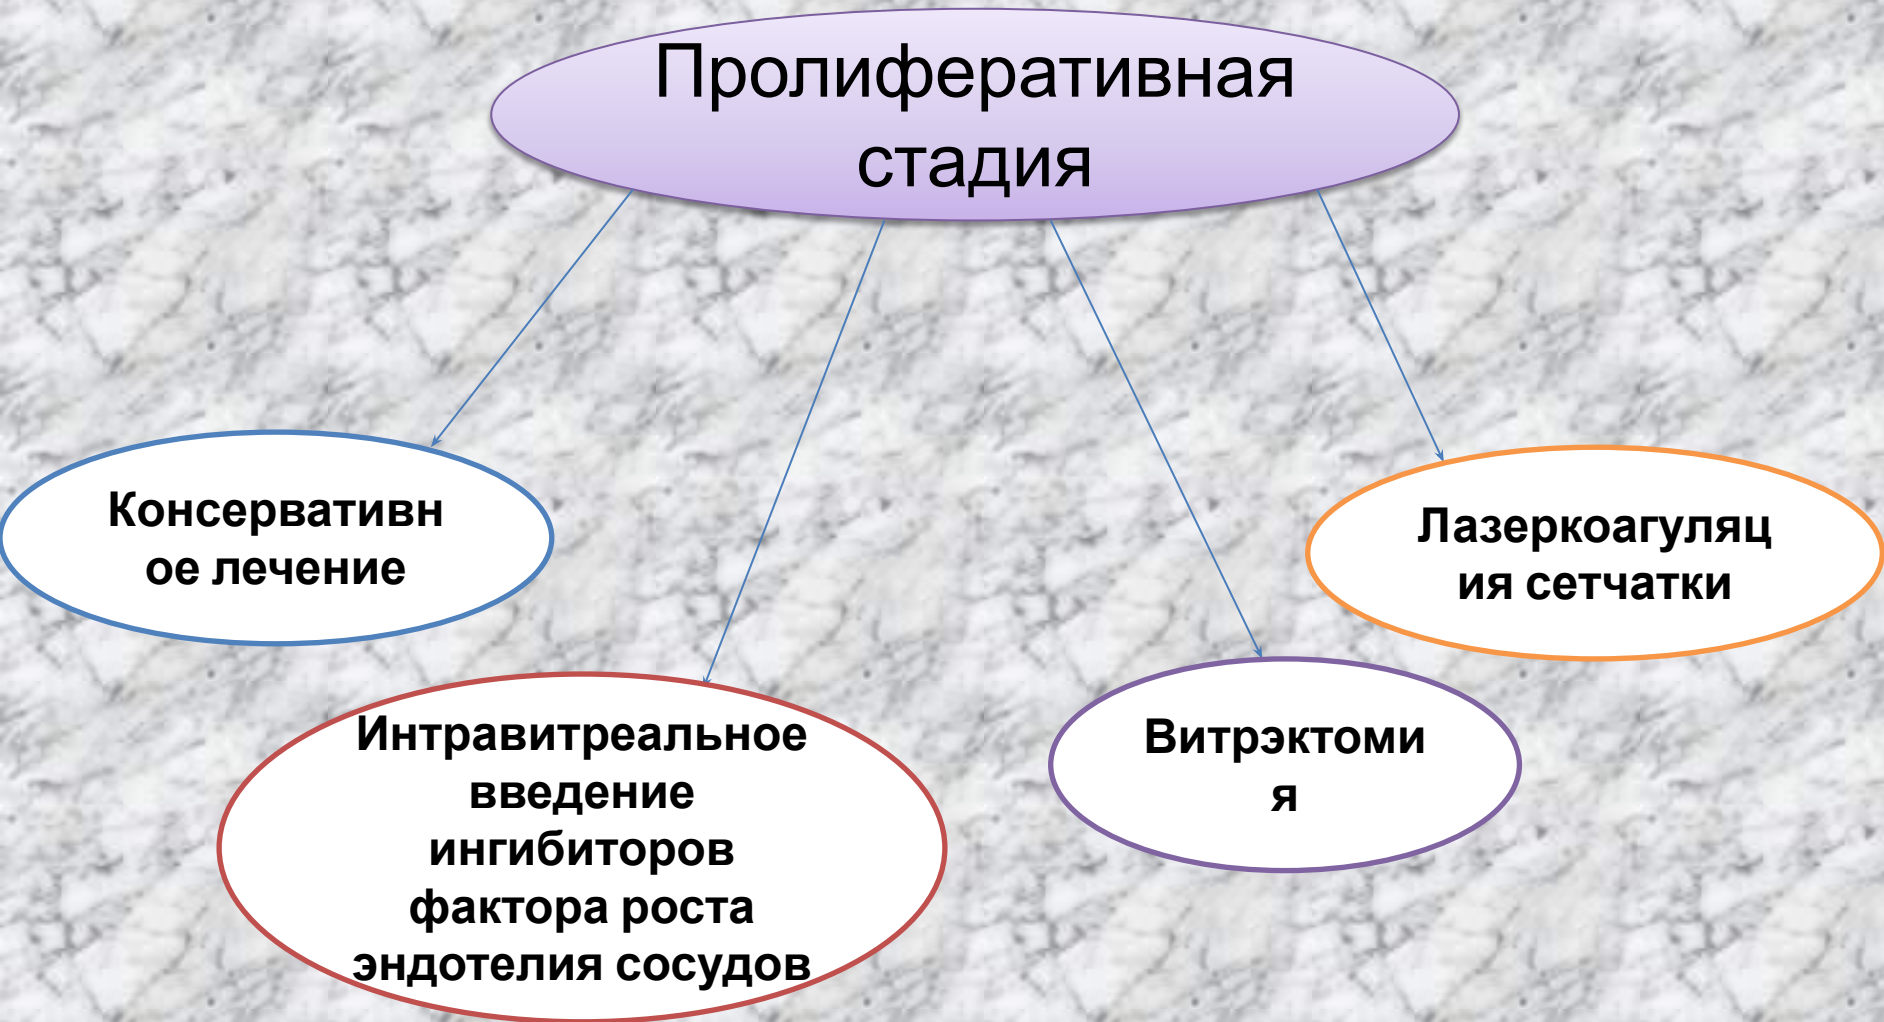 Пролиферативная
стадия
Консервативн
ое лечение
Лазеркоагуляц
ия сетчатки
Интравитреальное
введение
ингибиторов
фактора роста
эндотелия сосудов
Витрэктоми
я